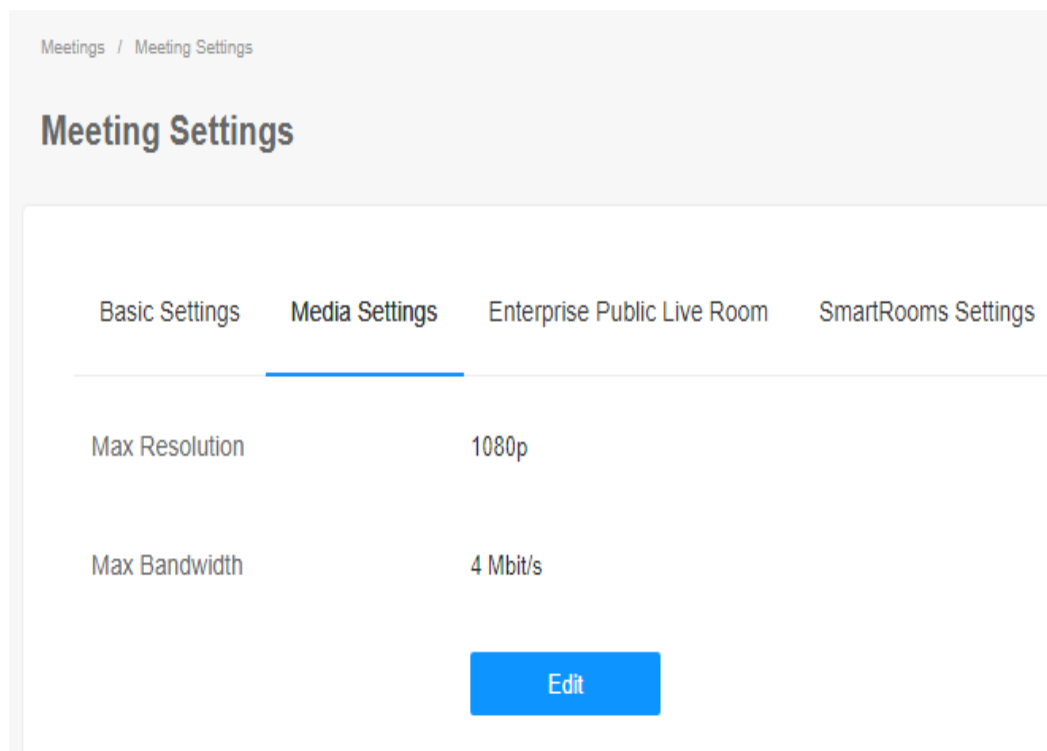 Meetings / Meeting Settings
Meeting Settings
Basic Settings Media Settings Enterprise Public Live Room SmartRooms Settings
Max Resolution 1080p
Max Bandwidth 4 Mbit/s
Edit